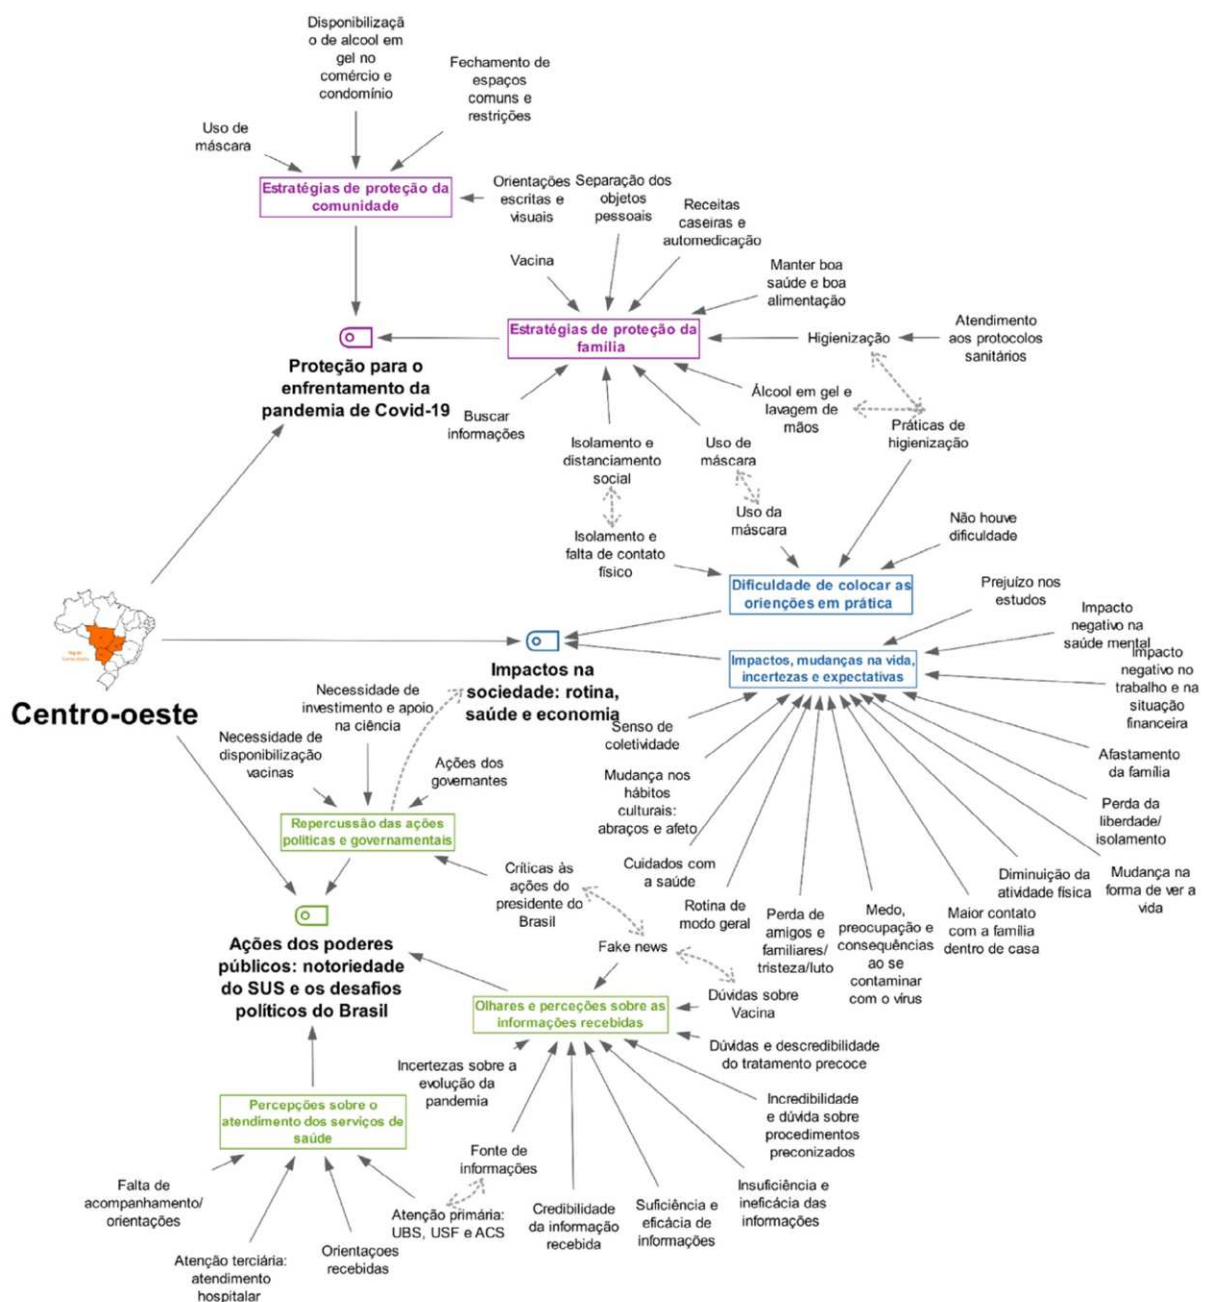 Disponibilizaçã
o de alcool em
gel no
comércio e
condomínio
Fechamento de
espaços
comuns e
restrições
Uso de
máscara
Estratégias de proteção da
comunidade
Orientações
escritas e
visuais
Separação dos
objetos
pessoais
Receitas
caseiras e
automedicação
Vacina
Manter boa
saúde e boa
alimentação
Estratégias de proteção da
família
Higienização
Atendimento
aos protocolos
sanitários
Proteção para o
enfrentamento da
pandemia de Covid-19
Buscar
informações
Isolamento e
distanciamento
social
Uso de
máscara
Álcool em gel e
lavagem de
mãos
Práticas de
higienização
Isolamento e
falta de contato
físico
Uso da
máscara
Não houve
dificuldade
Dificuldade de colocar as
orienções em prática
Prejuízo nos
estudos
Impacto
negativo na
saúde mental
Impacto
negativo no
trabalho e na
situação
financeira
Impactos, mudanças na vida,
incertezas e expectativas
Impactos na
sociedade: rotina,
saúde e economia
Centro-oeste
Necessidade de
investimento e apoio
na ciência
Necessidade de
disponibilização
vacinas
Ações dos
governantes
Senso de
coletividade
Mudança nos
hábitos
culturais:
abraços e afeto
Cuidados com
a saúde
Rotina de
modo geral
Perda de
amigos e
familiares/
tristeza/luto
Medo,
preocupação e
consequências
ao se
contaminar
com o vírus
Maior contato
com a família
dentro de casa
Diminuição da
atividade física
Mudança na
forma de ver a
vida
Perda da
liberdade/
isolamento
Afastamento
da família
Repercussão das ações
políticas e governamentais
Críticas às
ações do
presidente do
Brasil
Fake news
Ações dos poderes
públicos: notoriedade
do SUS e os desafios
políticos do Brasil
Olhares e perceções sobre as
informações recebidas
Dúvidas sobre
Vacina
Dúvidas e descredibilidade
do tratamento precoce
Incredibilidade
e dúvida sobre
procedimentos
preconizados
Insuficiência e
ineficácia das
informações
Suficiência e
eficácia de
informações
Credibilidade
da informação
recebida
Fonte de
informações
Incertezas sobre a
evolução da
pandemia
Percepções sobre o
atendimento dos serviços de
saúde
Falta de
acompanhamento/
orientações
Atenção terciária:
atendimento
hospitalar
Orientaçoes
recebidas
Atenção primária:
UBS, USF e ACS